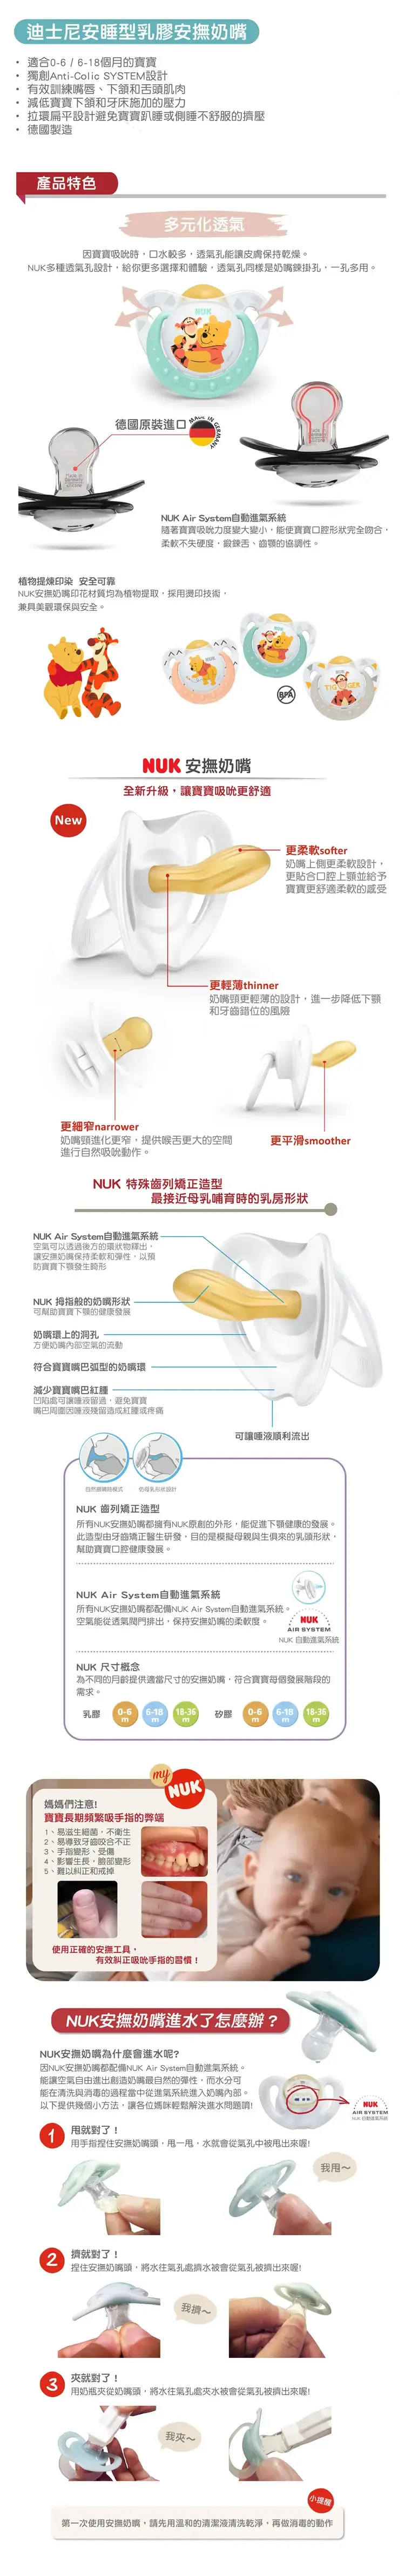 迪士尼安睡型乳膠安撫奶嘴
• 適合0-6 / 6-18個月的寶寶
• 獨創Anti-Colic SYSTEM設計
• 有效訓練嘴唇、下頷和舌頭肌肉
• 減低寶寶下頷和牙床施加的壓力
• 拉環扁平設計避免寶寶趴睡或側睡不舒服的擠壓
• 德國製造
產品特色
多元化透氣
因寶寶吸吮時，口水較多，透氣孔能讓皮膚保持乾燥。
NUK多種透氣孔設計，給你更多選擇和體驗，透氣孔同樣是奶嘴鍊掛孔，一孔多用。
NUK
德國原裝進口
MADE IN GERMANY
NUK Air System自動進氣系統
隨著寶寶吸吮力度變大變小，能使寶寶口腔形狀完全吻合，
柔軟不失硬度，鍛鍊舌、齒顎的協調性。
植物提煉印染 安全可靠
NUK安撫奶嘴印花材質均為植物提取，採用燙印技術，
兼具美觀環保與安全。
BPA
TIGGER
NUK 安撫奶嘴
全新升級，讓寶寶吸吮更舒適
New
更柔軟softer
奶嘴上側更柔軟設計，
更貼合口腔上顎並給予
寶寶更舒適柔軟的感受
更輕薄thinner
奶嘴頸更輕薄的設計，進一步降低下顎
和牙齒錯位的風險
更細窄narrower
奶嘴頸進化更窄，提供喉舌更大的空間
進行自然吸吮動作。
更平滑smoother
NUK 特殊齒列矯正造型
最接近母乳哺育時的乳房形狀
NUK Air System自動進氣系統
空氣可以透過後方的環狀物釋出，
讓安撫奶嘴保持柔軟和彈性，以預
防寶寶下顎發生畸形
NUK 拇指般的奶嘴形狀
可幫助寶寶下顎的健康發展
奶嘴環上的洞孔
方便奶嘴內部空氣的流動
符合寶寶嘴巴弧型的奶嘴環
減少寶寶嘴巴紅腫
凹陷處可讓唾液留過，避免寶寶
嘴巴周圍因唾液殘留造成紅腫或疼痛
可讓唾液順利流出
自然哺嘴時模式
仿母乳形狀設計
NUK 齒列矯正造型
所有NUK安撫奶嘴都擁有NUK原創的外形，能促進下顎健康的發展。
此造型由牙齒矯正醫生研發，目的是模擬母親與生俱來的乳頭形狀，
幫助寶寶口腔健康發展。
NUK Air System自動進氣系統
所有NUK安撫奶嘴都配備NUK Air System自動進氣系統。
空氣能從透氣閥門排出，保持安撫奶嘴的柔軟度。
NUK
AIR SYSTEM
NUK 自動進氣系統
NUK 尺寸概念
為不同的月齡提供適當尺寸的安撫奶嘴，符合寶寶每個發展階段的
需求。
乳膠 0-6 m 6-18 m 18-36 m 矽膠 0-6 m 6-18 m 18-36 m
my NUK
媽媽們注意!
寶寶長期頻繁吸手指的弊端
1、易滋生細菌，不衛生
2、易導致牙齒咬合不正
3、手指變形、受傷
4、影響生長，臉部變形
5、難以糾正和戒掉
使用正確的安撫工具，
有效糾正吸吮手指的習慣！
NUK安撫奶嘴進水了怎麼辦？
NUK安撫奶嘴為什麼會進水呢?
因NUK安撫奶嘴都配備NUK Air System自動進氣系統。
能讓空氣自由進出創造奶嘴最自然的彈性，而水分可
能在清洗與消毒的過程當中從進氣系統進入奶嘴內部。
以下提供幾個小方法，讓各位媽咪輕鬆解決進水問題唷!
NUK
AIR SYSTEM
NUK 自動進氣系統
1 甩就對了！
用手指捏住安撫奶嘴頭，甩一甩，水就會從氣孔中被甩出來喔!
我甩～
2 擠就對了！
捏住安撫奶嘴頭，將水往氣孔處擠水被會從氣孔被擠出來喔!
我擠～
3 夾就對了！
用奶瓶夾從奶嘴頭，將水往氣孔處夾水被會從氣孔被擠出來喔!
我夾～
小提醒
第一次使用安撫奶嘴，請先用溫和的清潔液清洗乾淨，再做消毒的動作